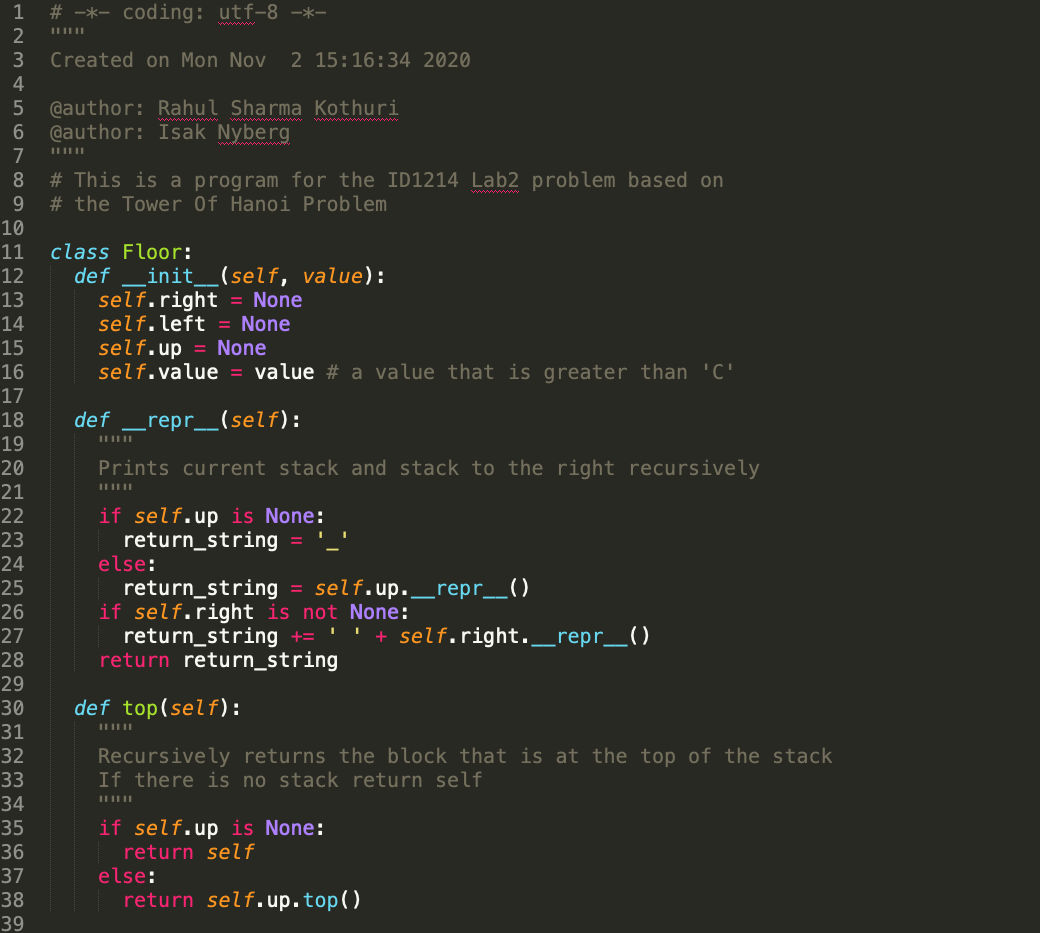 1 # -*- coding: utf-8 -*-
2 """
3 Created on Mon Nov  2 15:16:34 2020
4
5 @author: Rahul Sharma Kothuri
6 @author: Isak Nyberg
7 """
8 # This is a program for the ID1214 Lab2 problem based on
9 # the Tower Of Hanoi Problem
10
11 class Floor:
12   def __init__(self, value):
13     self.right = None
14     self.left = None
15     self.up = None
16     self.value = value # a value that is greater than 'C'
17
18   def __repr__(self):
19     """
20     Prints current stack and stack to the right recursively
21     """
22     if self.up is None:
23       return_string = '_'
24     else:
25       return_string = self.up.__repr__()
26     if self.right is not None:
27       return_string += ' ' + self.right.__repr__()
28     return return_string
29
30   def top(self):
31     """
32     Recursively returns the block that is at the top of the stack
33     If there is no stack return self
34     """
35     if self.up is None:
36       return self
37     else:
38       return self.up.top()
39